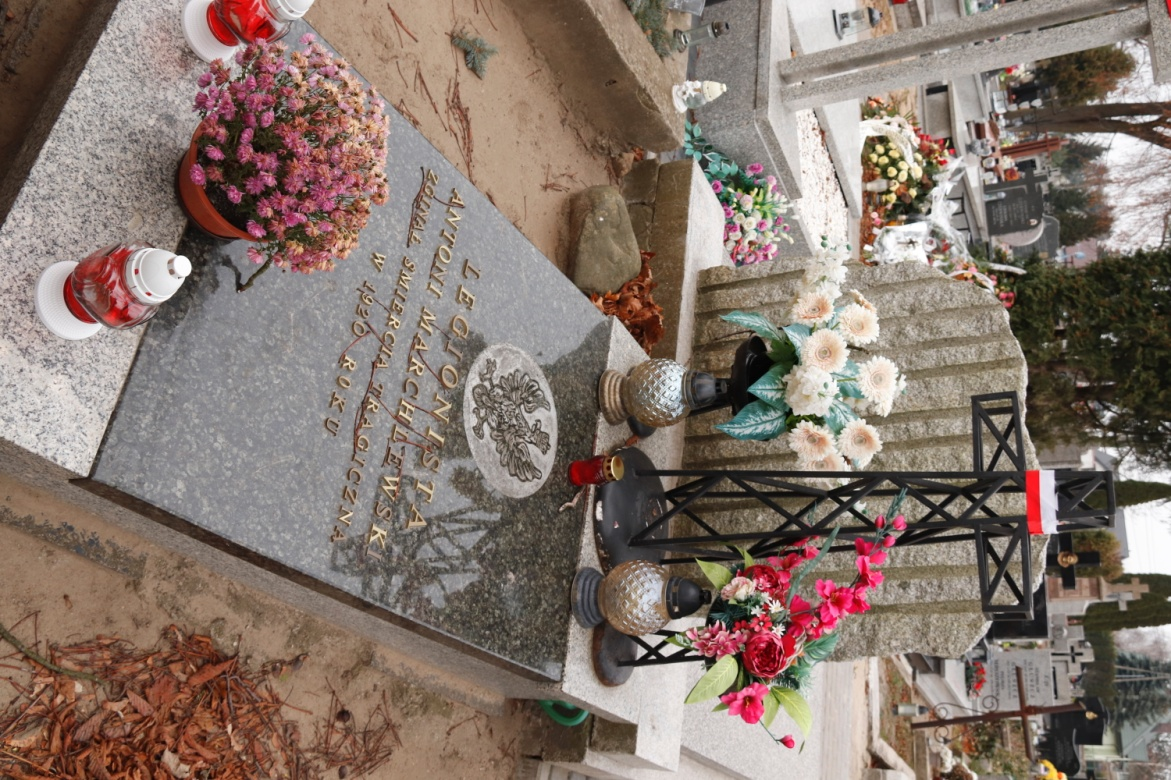 LEGIONISTA
ANTONI MARCHLEWSKI
ZGINĄŁ ŚMIERCIĄ TRAGICZNĄ
W 1920 ROKU